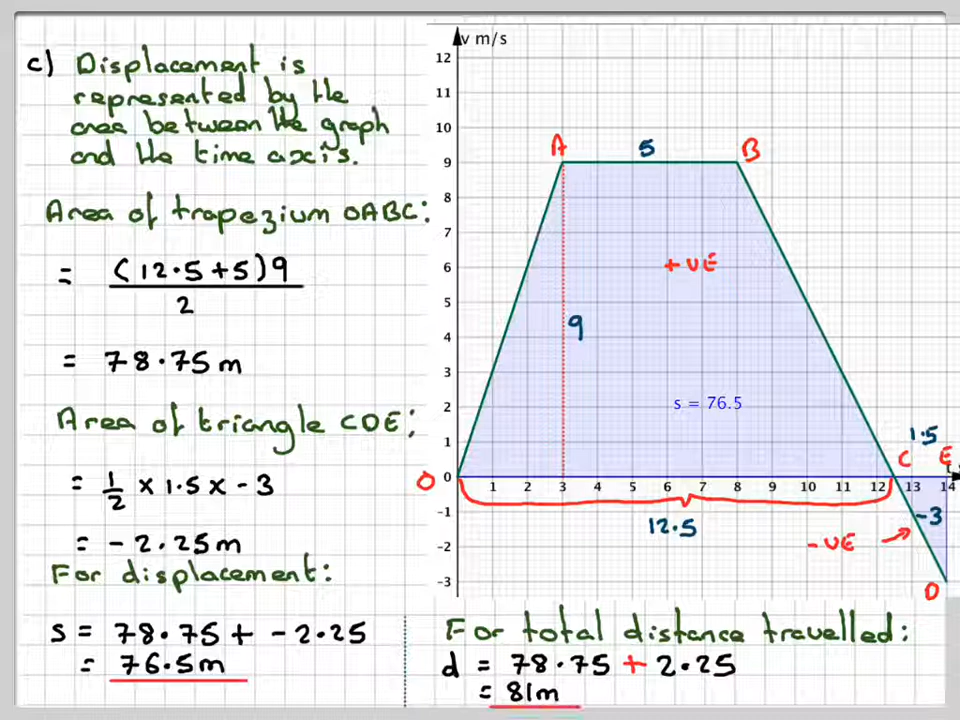 c) Displacement is
represented by the
area between the graph
and the time axis.
Area of trapezium OABC:
= (12.5+5)9
2
= 78.75m
Area of triangle CDE:
= 1/2 x 1.5 x -3
= -2.25m
For displacement:
s = 78.75 + -2.25
= 76.5m
v m/s
12
11
10
9
8
7
6
5
4
3
2
1
0
-1
-2
-3
A
5
B
+VE
9
s = 76.5
1.5
C
E
O
1 2 3 4 5 6 7 8 9 10 11 12 13 14
12.5
-3
-VE
D
For total distance travelled:
d = 78.75 + 2.25
= 81m